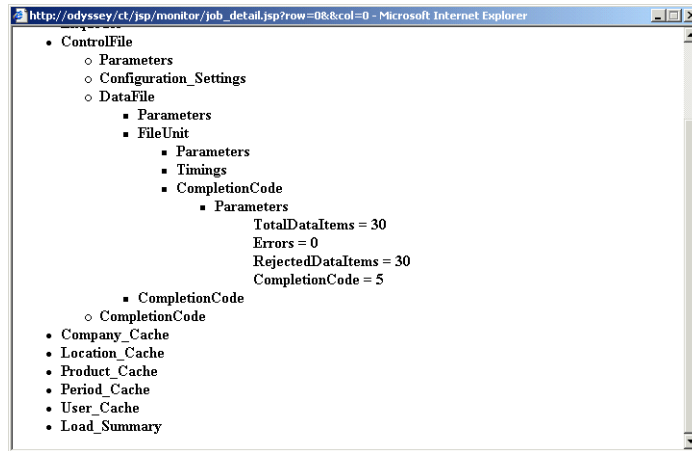 http://odyssey/ct/jsp/monitor/job_detail.jsp?row=0&&col=0 - Microsoft Internet Explorer
ControlFile
Parameters
Configuration_Settings
DataFile
Parameters
FileUnit
Parameters
Timings
CompletionCode
Parameters
TotalDataItems = 30
Errors = 0
RejectedDataItems = 30
CompletionCode = 5
CompletionCode
CompletionCode
Company_Cache
Location_Cache
Product_Cache
Period_Cache
User_Cache
Load_Summary